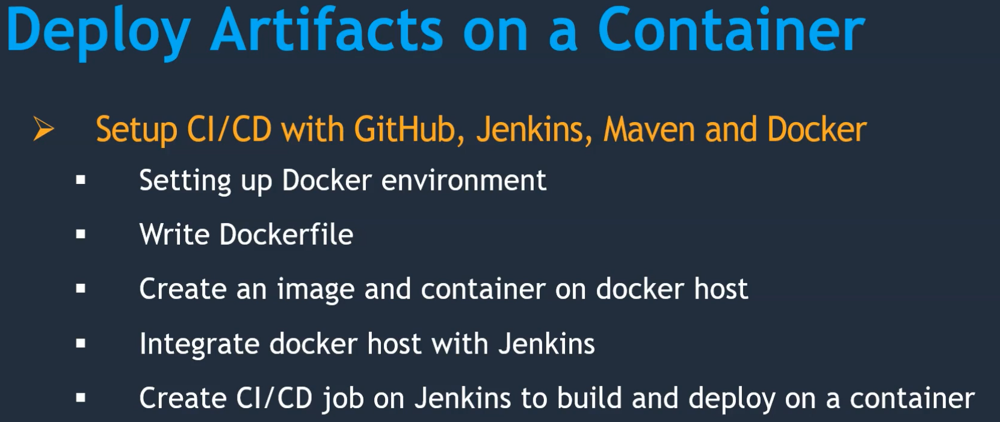 Deploy Artifacts on a Container
Setup CI/CD with GitHub, Jenkins, Maven and Docker
Setting up Docker environment
Write Dockerfile
Create an image and container on docker host
Integrate docker host with Jenkins
Create CI/CD job on Jenkins to build and deploy on a container